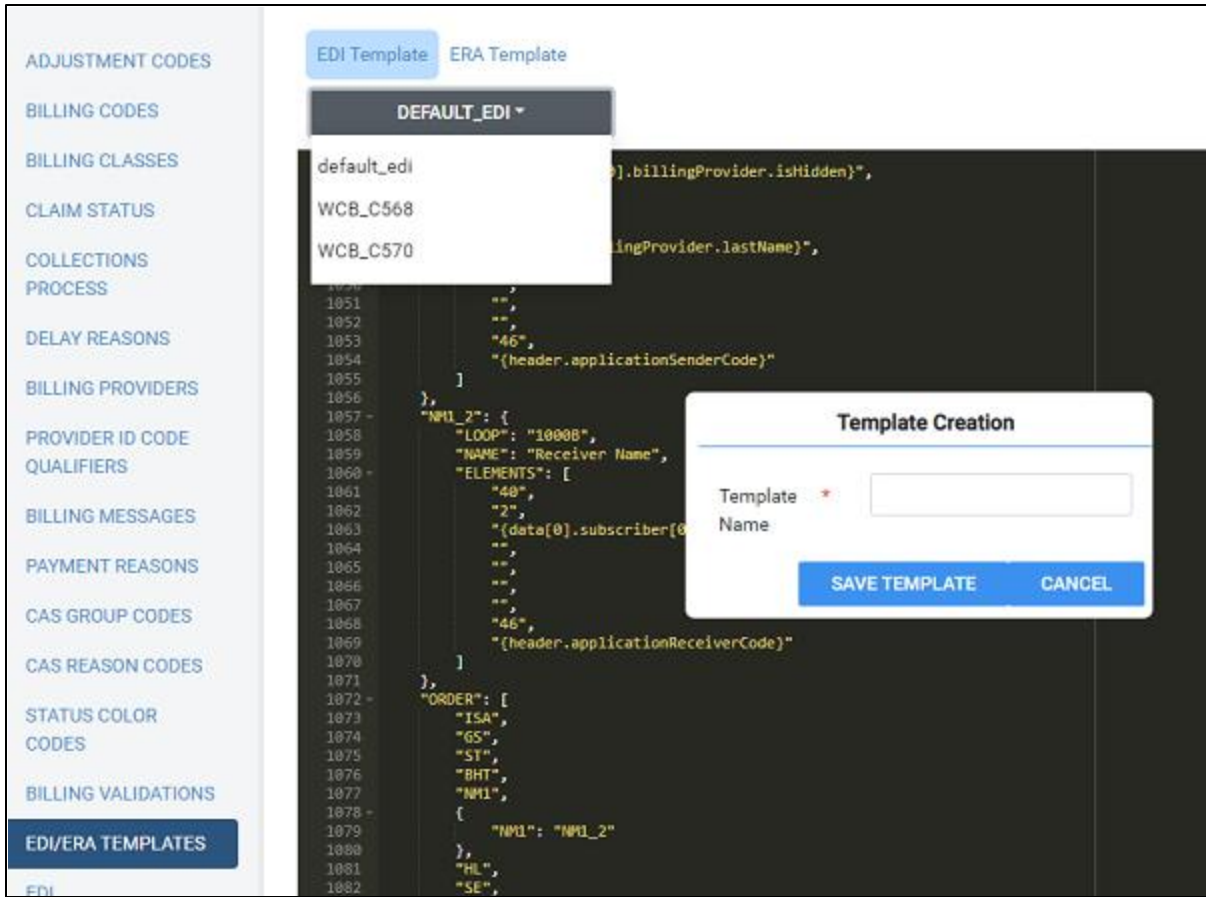 ADJUSTMENT CODES
BILLING CODES
BILLING CLASSES
CLAIM STATUS
COLLECTIONS
PROCESS
DELAY REASONS
BILLING PROVIDERS
PROVIDER ID CODE
QUALIFIERS
BILLING MESSAGES
PAYMENT REASONS
CAS GROUP CODES
CAS REASON CODES
STATUS COLOR
CODES
BILLING VALIDATIONS
EDI/ERA TEMPLATES
EDI
EDI Template ERA Template
DEFAULT_EDI
default_edi
WCB_C568
WCB_C570
].billingProvider.isHidden}",
ingProvider.lastName}",
1051 "",
1052 "",
1053 "46",
1054 "{header.applicationSenderCode}"
1055 ]
1056 },
1057 "NM1_2": {
1058 "LOOP": "1000B",
1059 "NAME": "Receiver Name",
1060 "ELEMENTS": [
1061 "40",
1062 "2",
1063 "{data[0].subscriber[0
1064 "",
1065 "",
1066 "",
1067 "",
1068 "46",
1069 "{header.applicationReceiverCode}"
1070 ]
1071 },
1072 "ORDER": [
1073 "ISA",
1074 "GS",
1075 "ST",
1076 "BHT",
1077 "NM1",
1078 {
1079 "NM1": "NM1_2"
1080 },
1081 "HL",
1082 "SE",
Template Creation
Template *
Name
SAVE TEMPLATE CANCEL